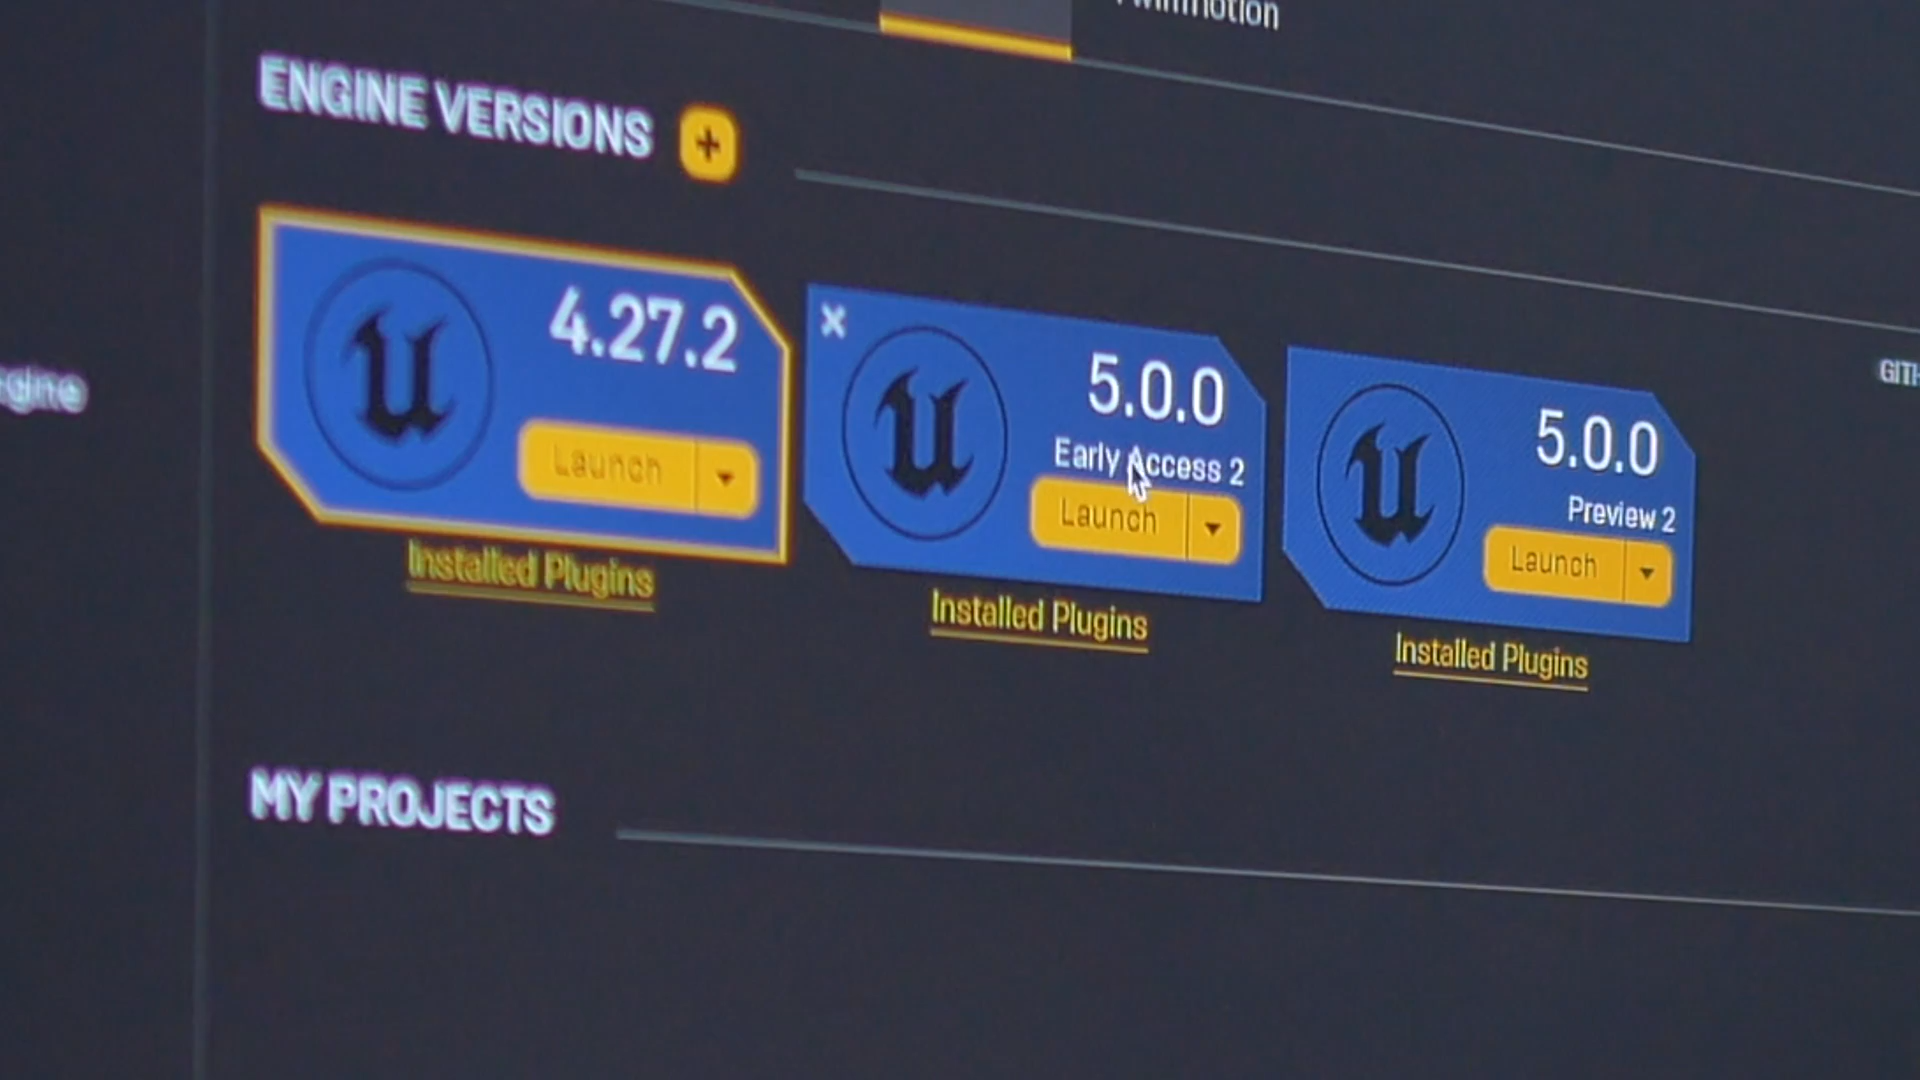 ENGINE VERSIONS +
4.27.2
Launch
Installed Plugins
5.0.0
Early Access 2
Launch
Installed Plugins
5.0.0
Preview 2
Launch
Installed Plugins
MY PROJECTS